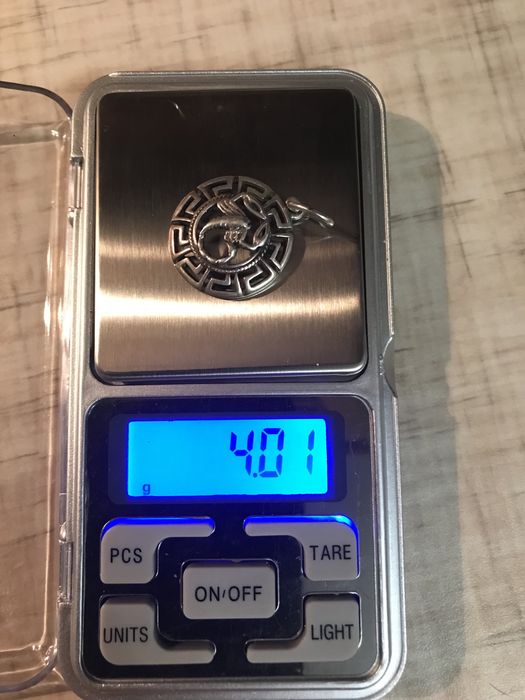 4.01
g
PCS
TARE
ON/OFF
UNITS
LIGHT